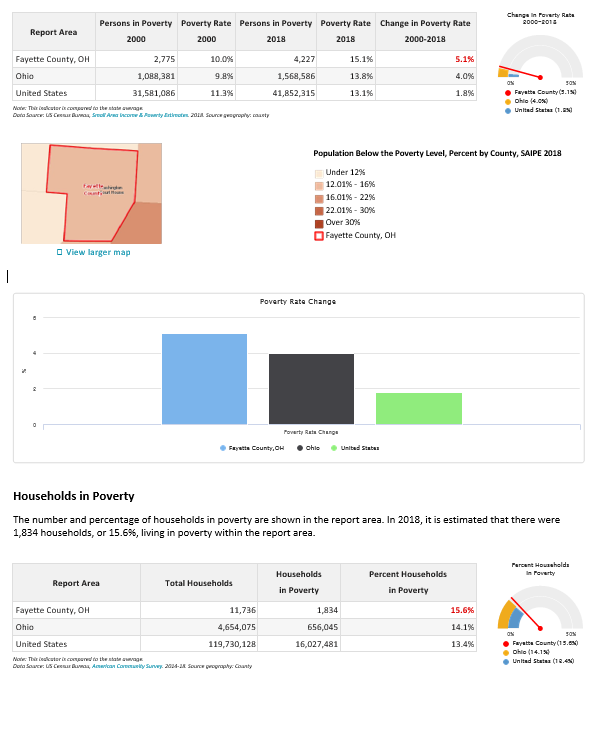 Report Area
Persons in Poverty 2000
Poverty Rate 2000
Persons in Poverty 2018
Poverty Rate 2018
Change in Poverty Rate 2000-2018
Fayette County, OH 2,775 10.0% 4,227 15.1% 5.1%
Ohio 1,088,381 9.8% 1,568,586 13.8% 4.0%
United States 31,581,086 11.3% 41,852,315 13.1% 1.8%
Note: This indicator is compared to the state average.
Data Source: US Census Bureau, Small Area Income & Poverty Estimates. 2018. Source geography: county
Change in Poverty Rate
2000-2018
0% 50%
Fayette County(5.1%)
Ohio (4.0%)
United States (1.8%)
Fayette
County
Court House
View larger map
Population Below the Poverty Level, Percent by County, SAIPE 2018
Under 12%
12.01% - 16%
16.01% - 22%
22.01% - 30%
Over 30%
Fayette County, OH
Poverty Rate Change
6
4
2
0
%
Poverty Rate Change
Fayette County,OH Ohio United States
Households in Poverty
The number and percentage of households in poverty are shown in the report area. In 2018, it is estimated that there were
1,834 households, or 15.6%, living in poverty within the report area.
Report Area
Total Households
Households in Poverty
Percent Households in Poverty
Fayette County, OH 11,736 1,834 15.6%
Ohio 4,654,075 656,045 14.1%
United States 119,730,128 16,027,481 13.4%
Note: This indicator is compared to the state average.
Data Source: US Census Bureau, American Community Survey. 2014-18. Source geography: County
Percent Households
in Poverty
0% 50%
Fayette County(15.6%)
Ohio (14.1%)
United States (13.4%)